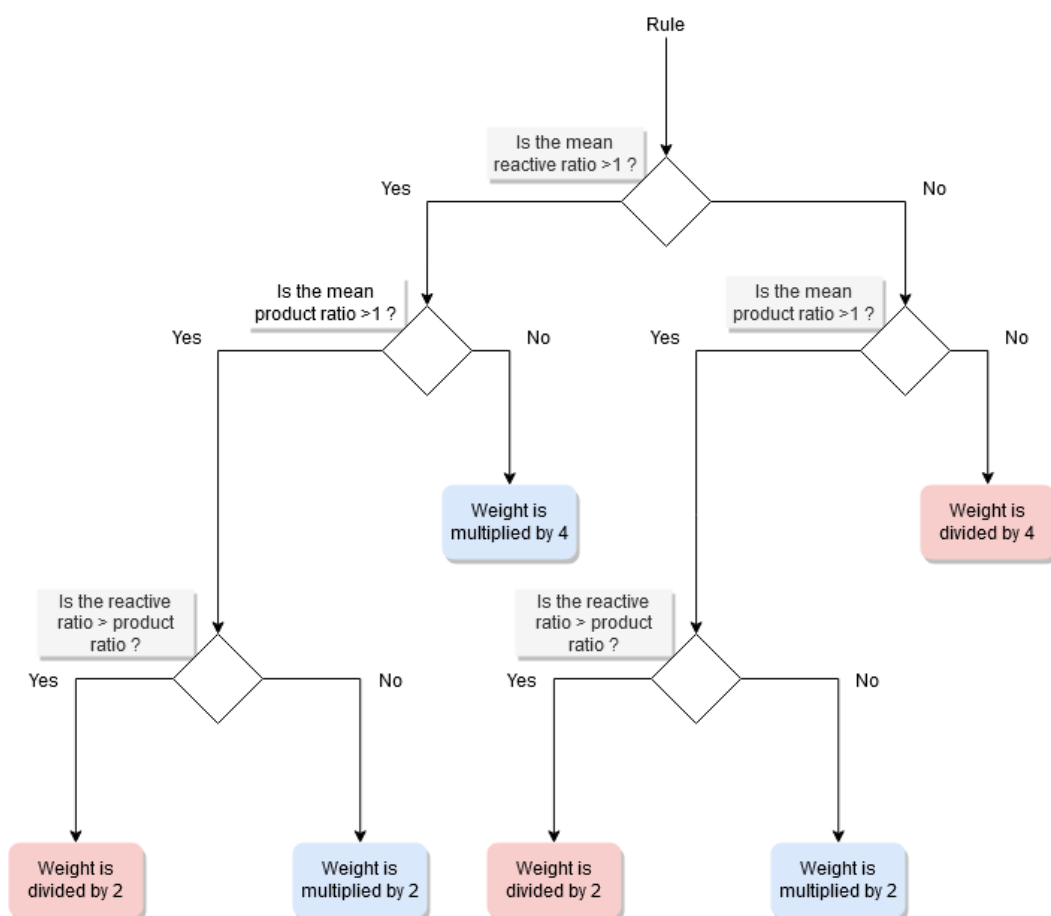 Rule
Is the mean
reactive ratio >1 ?
Yes
No
Is the mean
product ratio >1 ?
Is the mean
product ratio >1 ?
Yes
No
Yes
No
Weight is
multiplied by 4
Weight is
divided by 4
Is the reactive
ratio > product
ratio ?
Is the reactive
ratio > product
ratio ?
Yes
No
Yes
No
Weight is
divided by 2
Weight is
multiplied by 2
Weight is
divided by 2
Weight is
multiplied by 2